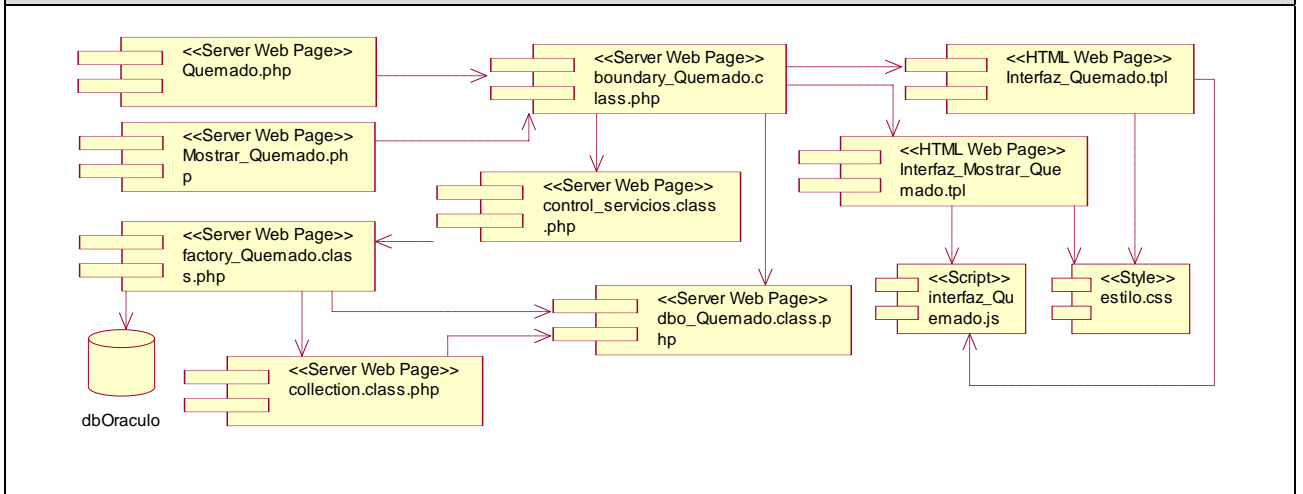 <<Server Web Page>>
Quemado.php
<<Server Web Page>>
boundary_Quemado.c
lass.php
<<HTML Web Page>>
Interfaz_Quemado.tpl
<<Server Web Page>>
Mostrar_Quemado.ph
p
<<HTML Web Page>>
Interfaz_Mostrar_Que
mado.tpl
<<Server Web Page>>
control_servicios.class
.php
<<Server Web Page>>
factory_Quemado.clas
s.php
<<Script>>
interfaz_Qu
emado.js
<<Style>>
estilo.css
<<Server Web Page>>
dbo_Quemado.class.p
hp
<<Server Web Page>>
collection.class.php
dbOraculo